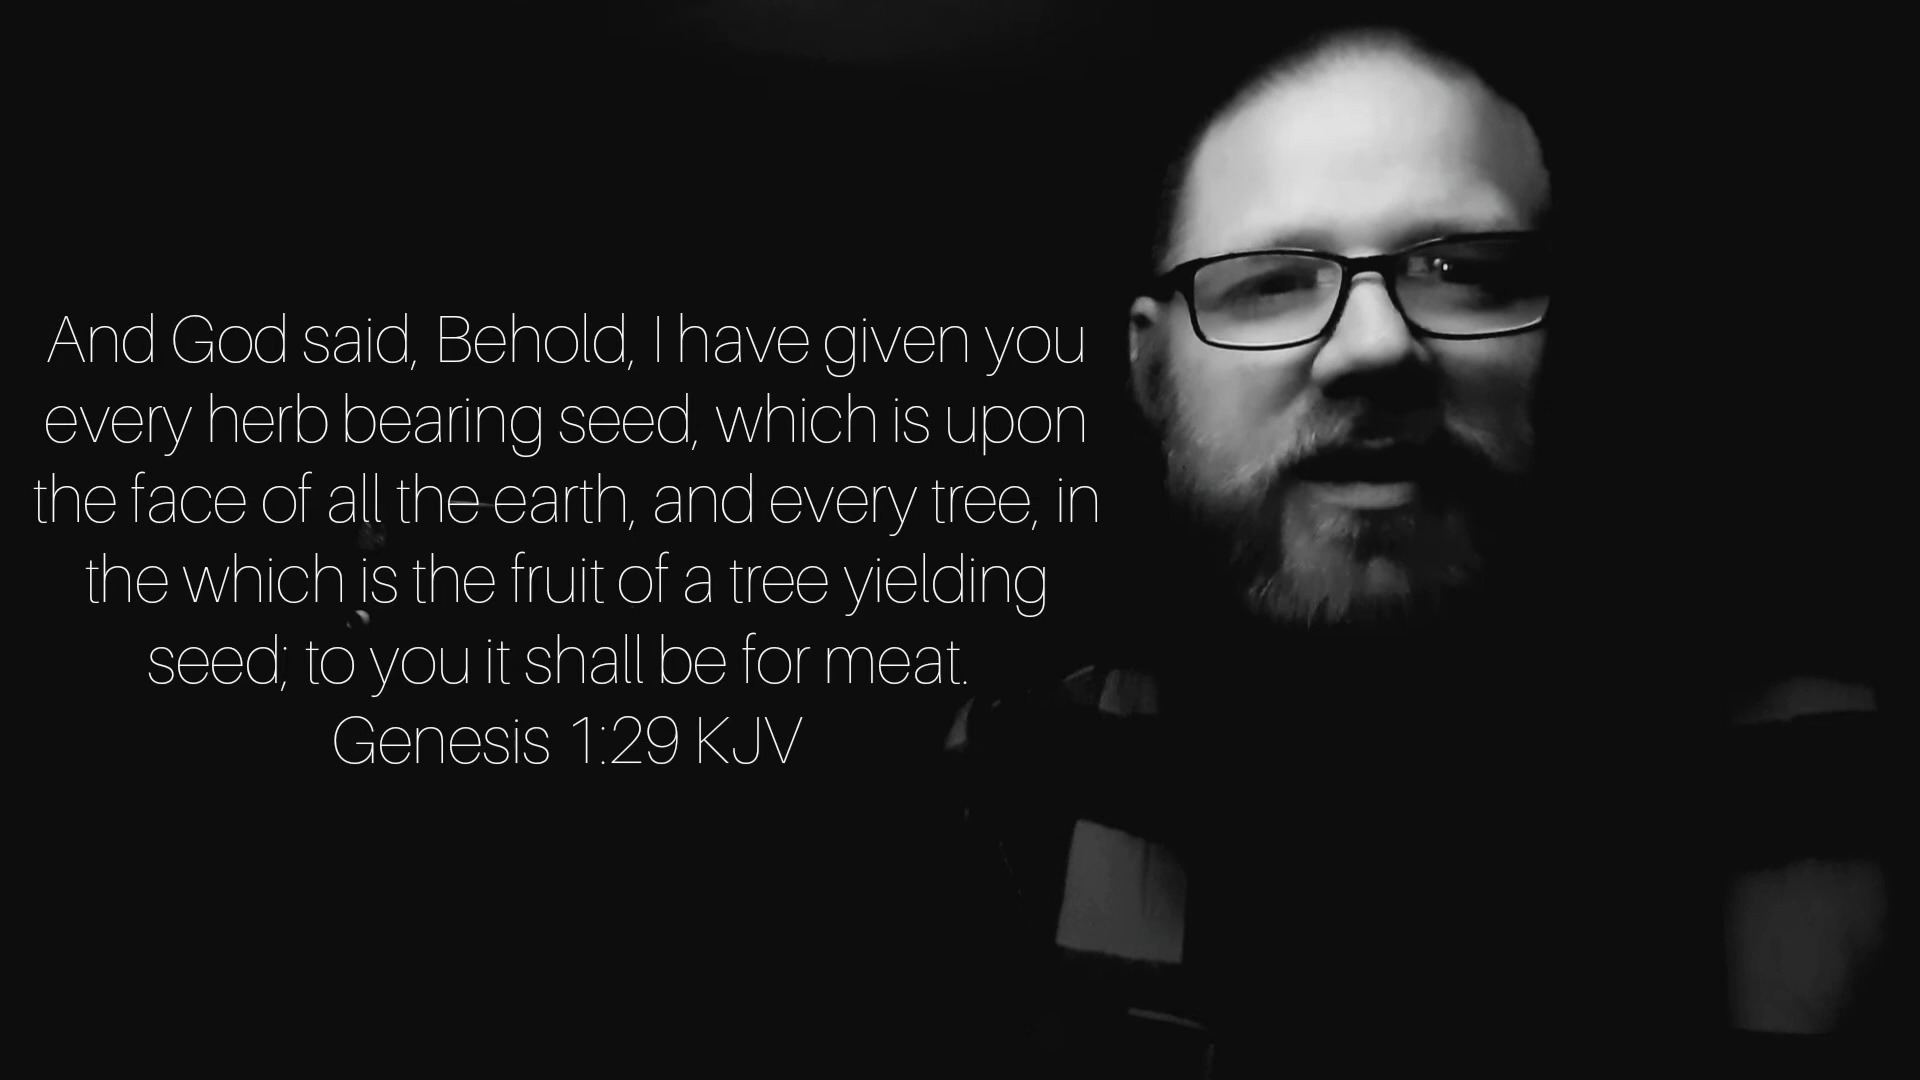 And God said, Behold, I have given you
every herb bearing seed, which is upon
the face of all the earth, and every tree, in
the which is the fruit of a tree yielding
seed; to you it shall be for meat.
Genesis 1:29 KJV